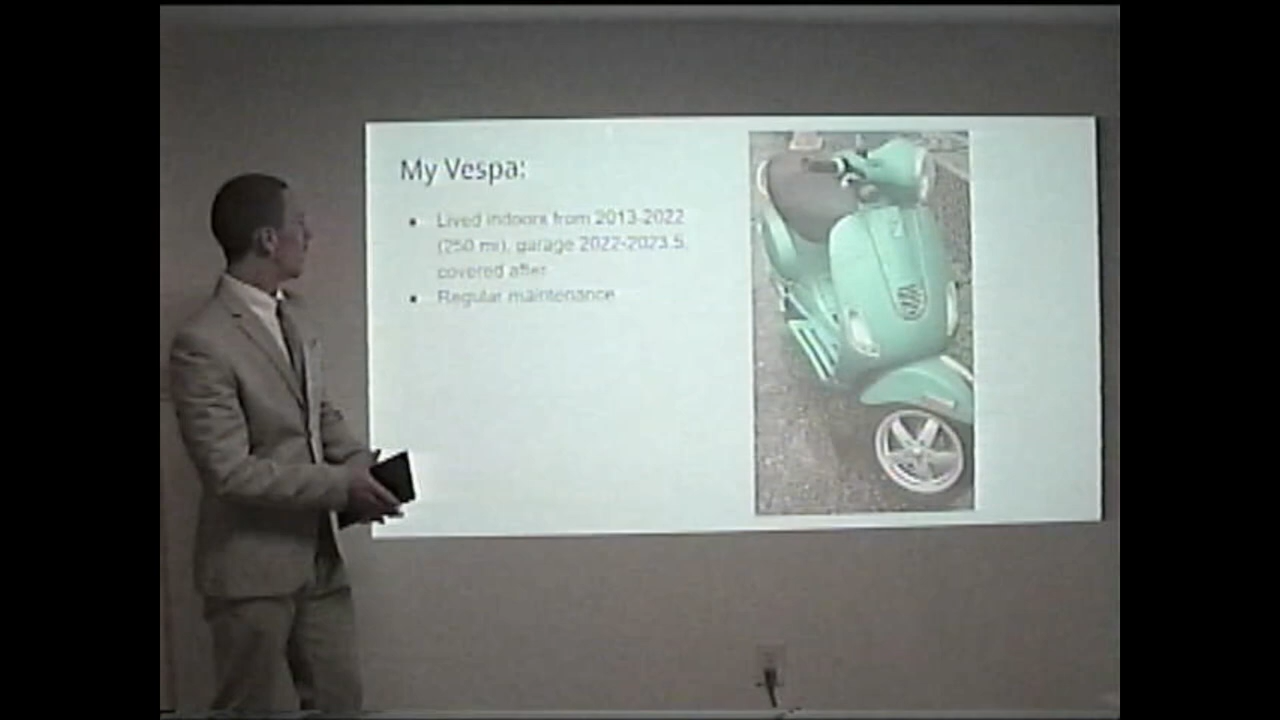 My Vespa:
• Lived indoors from 2013-2022
(250 mi), garage 2022-2023.5,
covered after
• Regular maintenance